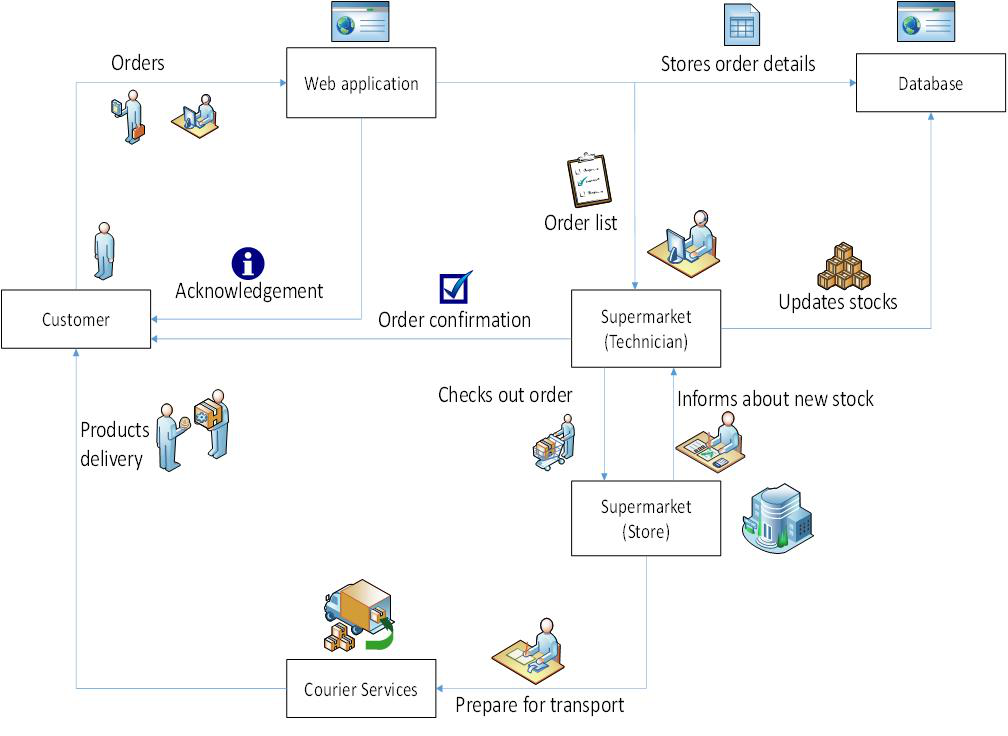 Orders
Web application
Stores order details
Database
Order list
Acknowledgement
Updates stocks
Customer
Order confirmation
Supermarket
(Technician)
Checks out order
Informs about new stock
Products
delivery
Supermarket
(Store)
Courier Services
Prepare for transport